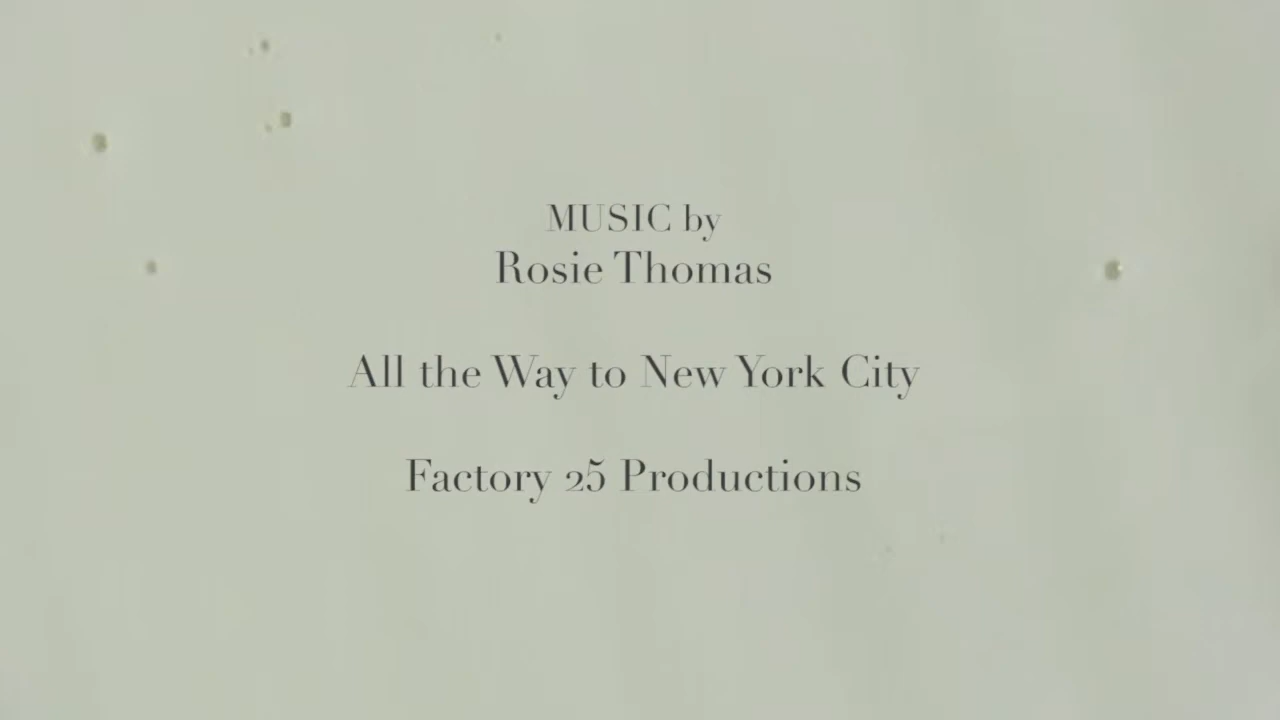 MUSIC by
Rosie Thomas
All the Way to New York City
Factory 25 Productions